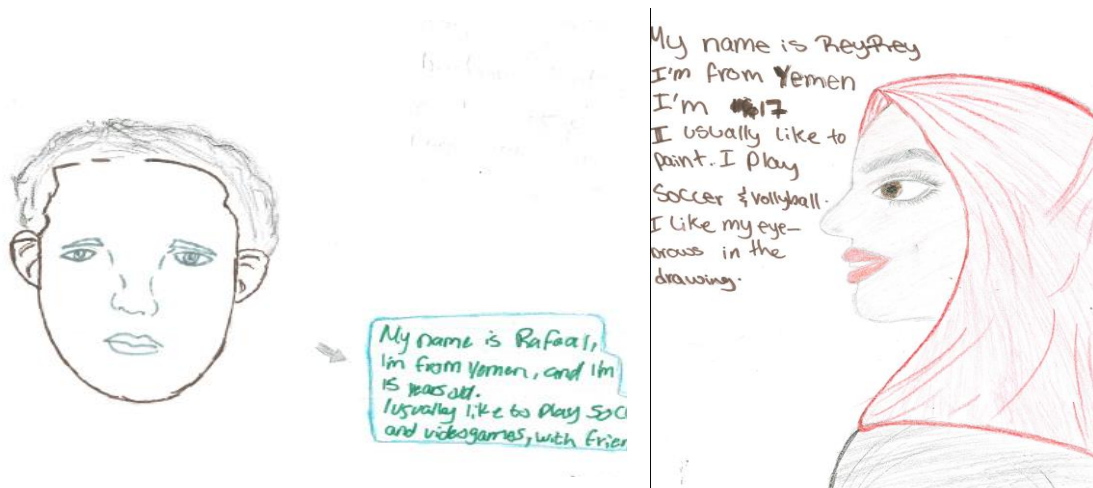 My name is Rafaal,
I'm from Yemen, and I'm
15 years old.
I usually like to play soc
and videogames, with frien
My name is ReyRey
I'm from Yemen
I'm 17
I usually like to
paint. I Play
Soccer & vollyball.
I like my eye-
brows in the
drawing.